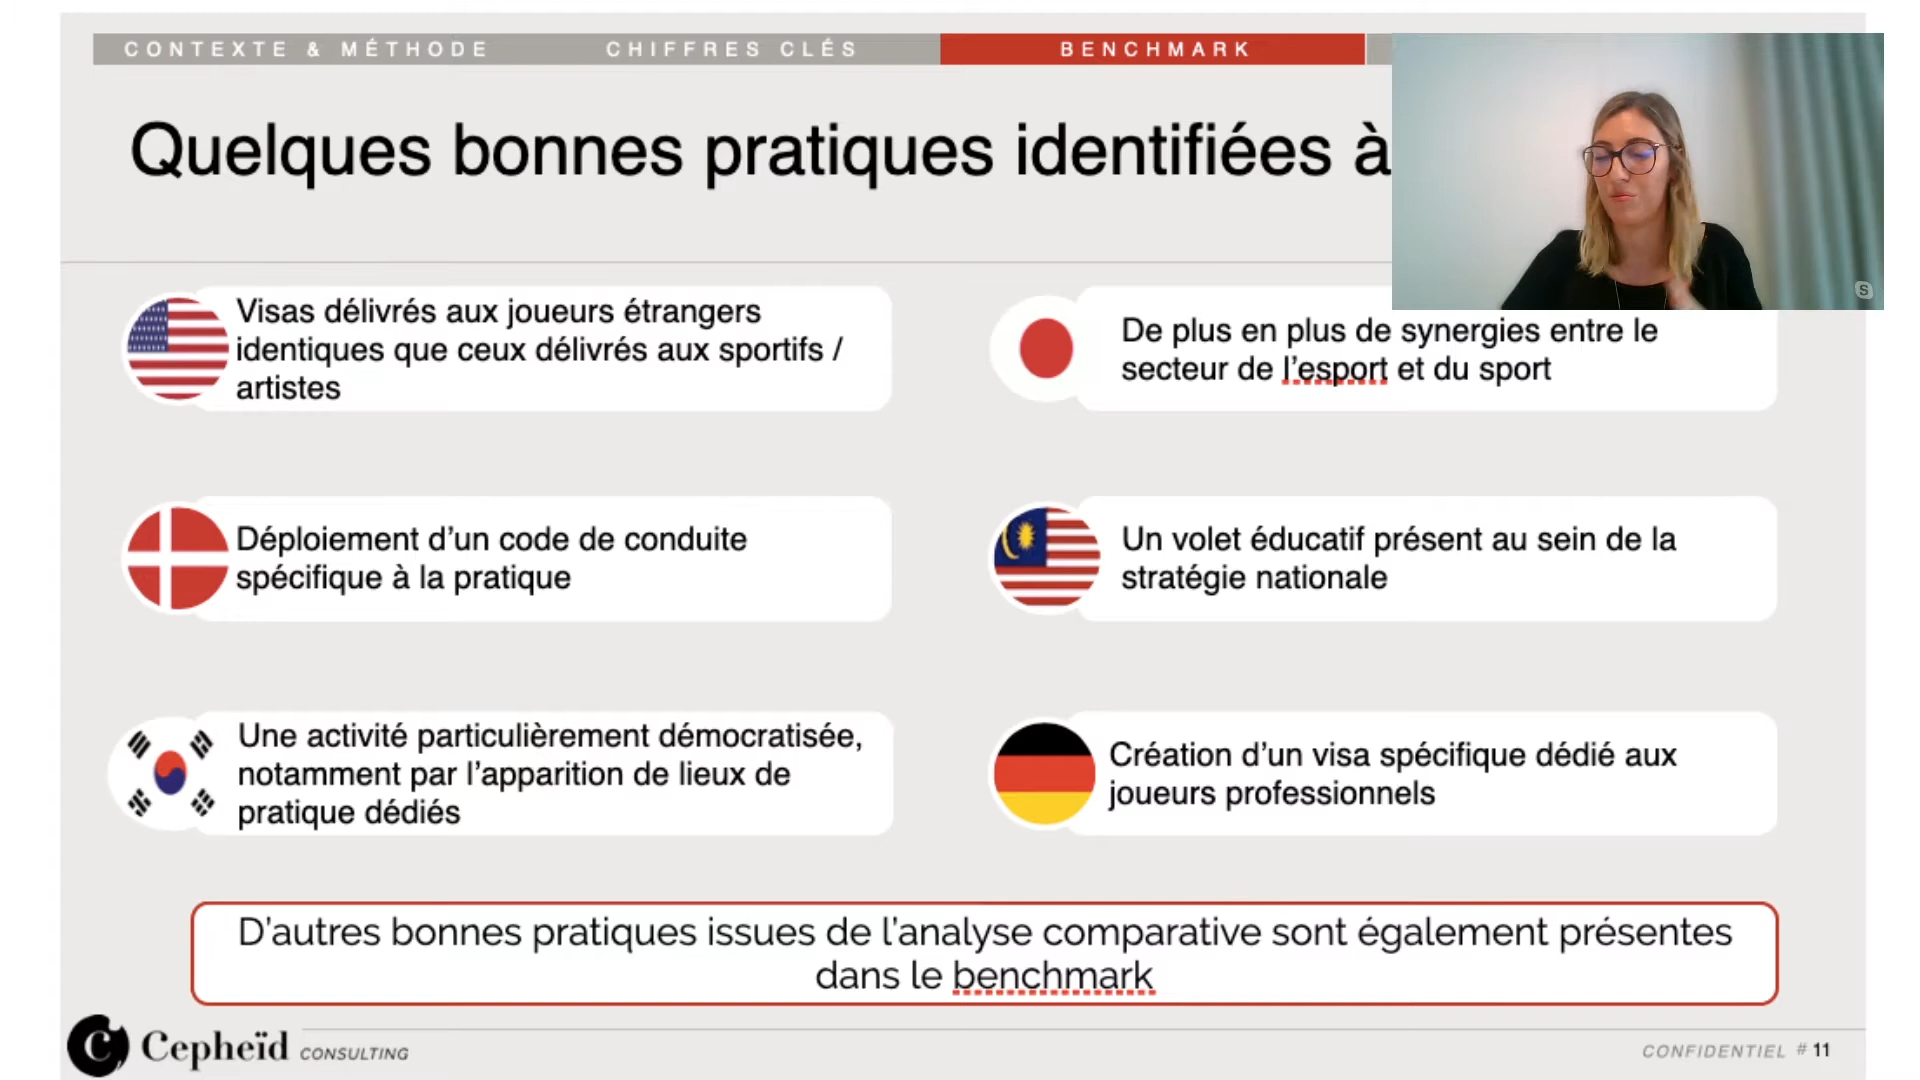 CONTEXTE & MÉTHODE
CHIFFRES CLÉS
BENCHMARK
Quelques bonnes pratiques identifiées à
Visas délivrés aux joueurs étrangers
identiques que ceux délivrés aux sportifs /
artistes
De plus en plus de synergies entre le
secteur de l'esport et du sport
Déploiement d'un code de conduite
spécifique à la pratique
Un volet éducatif présent au sein de la
stratégie nationale
Une activité particulièrement démocratisée,
notamment par l'apparition de lieux de
pratique dédiés
Création d'un visa spécifique dédié aux
joueurs professionnels
D'autres bonnes pratiques issues de l'analyse comparative sont également présentes
dans le benchmark
Cepheïd CONSULTING
CONFIDENTIEL # 11